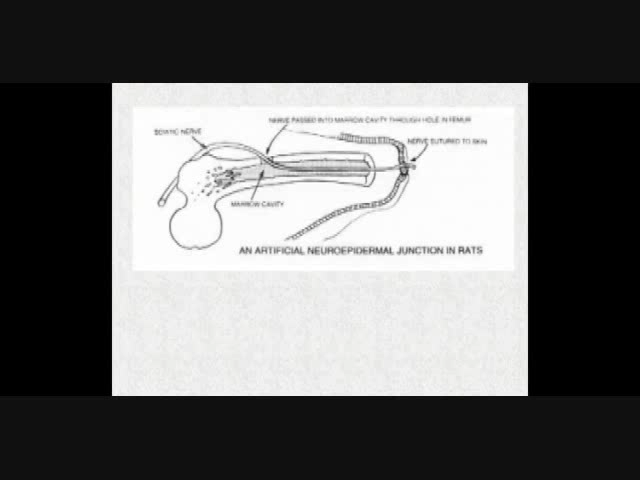 NERVE PASSED INTO MARROW CAVITY THROUGH HOLE IN FEMUR
SCIATIC NERVE
NERVE SUTURED TO SKIN
MARROW CAVITY
AN ARTIFICIAL NEUROEPIDERMAL JUNCTION IN RATS